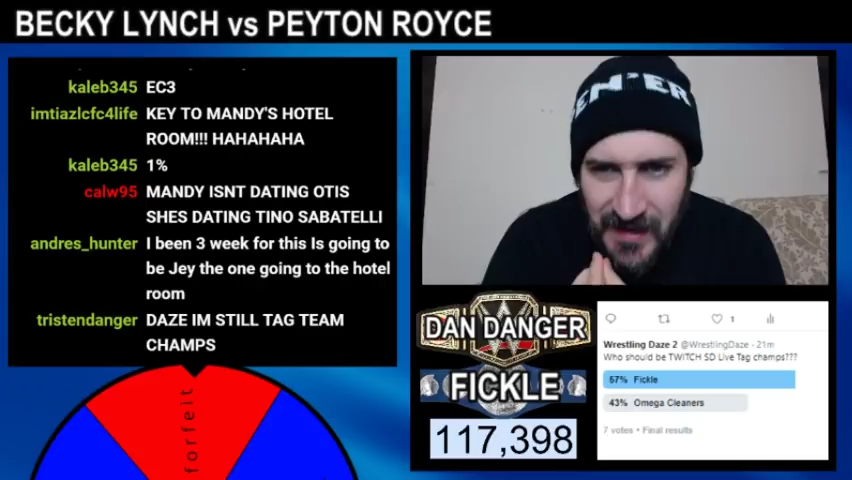 BECKY LYNCH vs PEYTON ROYCE
kaleb345 EC3
imtiazlcfc4life KEY TO MANDY'S HOTEL
ROOM!!! HAHAHAHA
kaleb345 1%
calw95 MANDY ISNT DATING OTIS
SHES DATING TINO SABATELLI
andres_hunter I been 3 week for this Is going to
be Jey the one going to the hotel
room
tristendanger DAZE IM STILL TAG TEAM
CHAMPS
forfeit
EN'ER
DAN DANGER
FICKLE
117,398
1
Wrestling Daze 2 @WrestlingDaze - 21m
Who should be TWITCH SD Live Tag champs???
57% Fickle
43% Omega Cleaners
7 votes • Final results